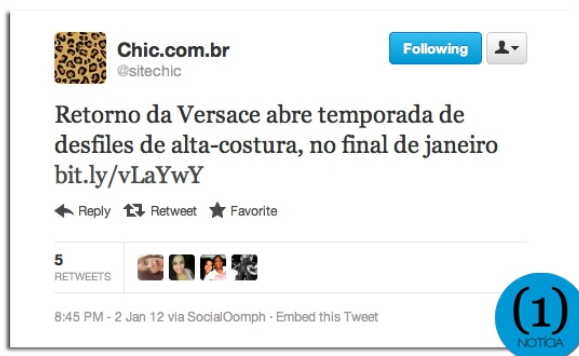 Chic.com.br
@sitechic
Following
Retorno da Versace abre temporada de
desfiles de alta-costura, no final de janeiro
bit.ly/vLaYwY
Reply Retweet Favorite
5
RETWEETS
8:45 PM - 2 Jan 12 via SocialOomph · Embed this Tweet
(1)
NOTÍCIA